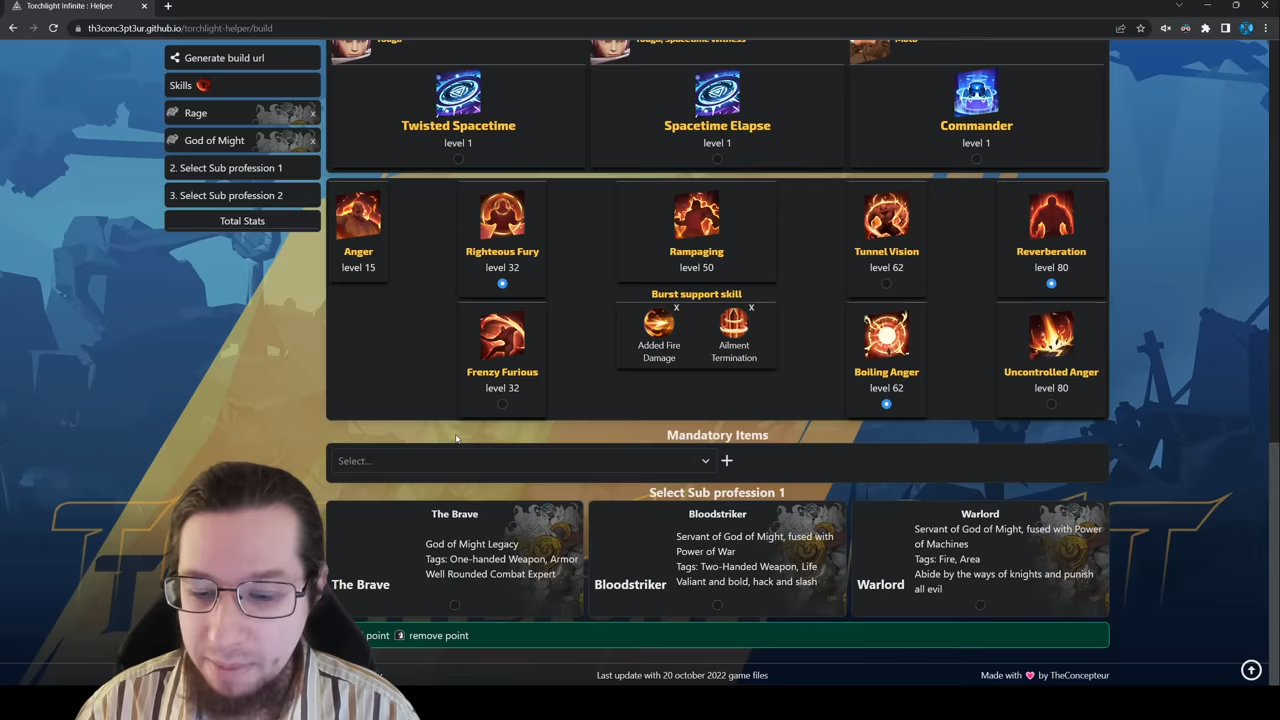 Torchlight Infinite : Helper
th3conc3pt3ur.github.io/torchlight-helper/build
Generate build url
Skills
Rage
x
God of Might
x
2. Select Sub profession 1
3. Select Sub profession 2
Total Stats
Twisted Spacetime
level 1
Spacetime Elapse
level 1
Commander
level 1
Anger
level 15
Righteous Fury
level 32
Rampaging
level 50
Tunnel Vision
level 62
Reverberation
level 80
Burst support skill
x
x
Added Fire
Damage
Ailment
Termination
Frenzy Furious
level 32
Boiling Anger
level 62
Uncontrolled Anger
level 80
Mandatory Items
Select...
Select Sub profession 1
The Brave
God of Might Legacy
Tags: One-handed Weapon, Armor
Well Rounded Combat Expert
The Brave
Bloodstriker
Servant of God of Might, fused with
Power of War
Tags: Two-Handed Weapon, Life
Valiant and bold, hack and slash
Bloodstriker
Warlord
Servant of God of Might, fused with Power
of Machines
Tags: Fire, Area
Abide by the ways of knights and punish
all evil
Warlord
point remove point
Last update with 20 october 2022 game files
Made with by TheConcepteur